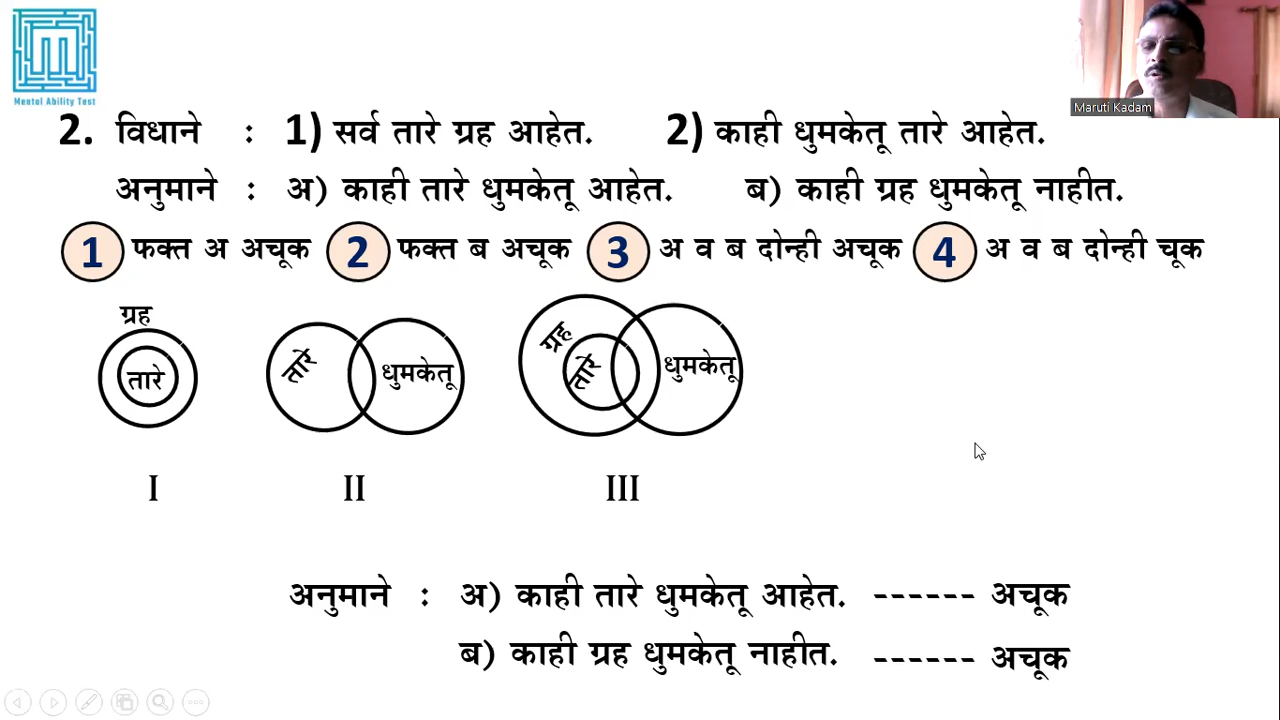 Mental Ability Test
Maruti Kadam
2. विधाने : 1) सर्व तारे ग्रह आहेत. 2) काही धुमकेतू तारे आहेत.
अनुमाने : अ) काही तारे धुमकेतू आहेत. ब) काही ग्रह धुमकेतू नाहीत.
1 फक्त अ अचूक 2 फक्त ब अचूक 3 अ व ब दोन्ही अचूक 4 अ व ब दोन्ही चूक
ग्रह
तारे
तारे धुमकेतू
ग्रह तारे धुमकेतू
I II III
अनुमाने : अ) काही तारे धुमकेतू आहेत. ------ अचूक
ब) काही ग्रह धुमकेतू नाहीत. ------ अचूक